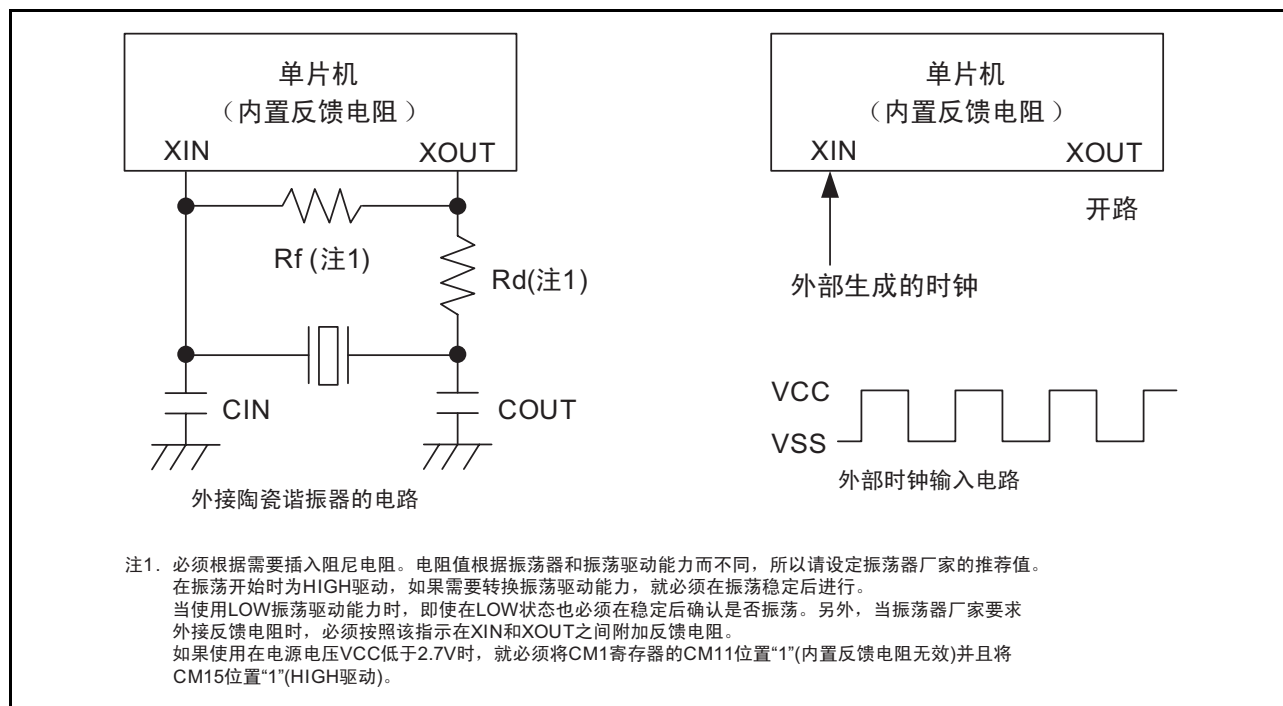 单片机
（内置反馈电阻）
XIN
XOUT
Rf (注1)
Rd(注1)
CIN
COUT
外接陶瓷谐振器的电路
单片机
（内置反馈电阻）
XIN
XOUT
开路
外部生成的时钟
VCC
VSS
外部时钟输入电路
注1. 必须根据需要插入阻尼电阻。电阻值根据振荡器和振荡驱动能力而不同，所以请设定振荡器厂家的推荐值。
在振荡开始时为HIGH驱动，如果需要转换振荡驱动能力，就必须在振荡稳定后进行。
当使用LOW振荡驱动能力时，即使在LOW状态也必须在稳定后确认是否振荡。另外，当振荡器厂家要求
外接反馈电阻时，必须按照该指示在XIN和XOUT之间附加反馈电阻。
如果使用在电源电压VCC低于2.7V时，就必须将CM1寄存器的CM11位置“1”(内置反馈电阻无效)并且将
CM15位置“1”(HIGH驱动)。